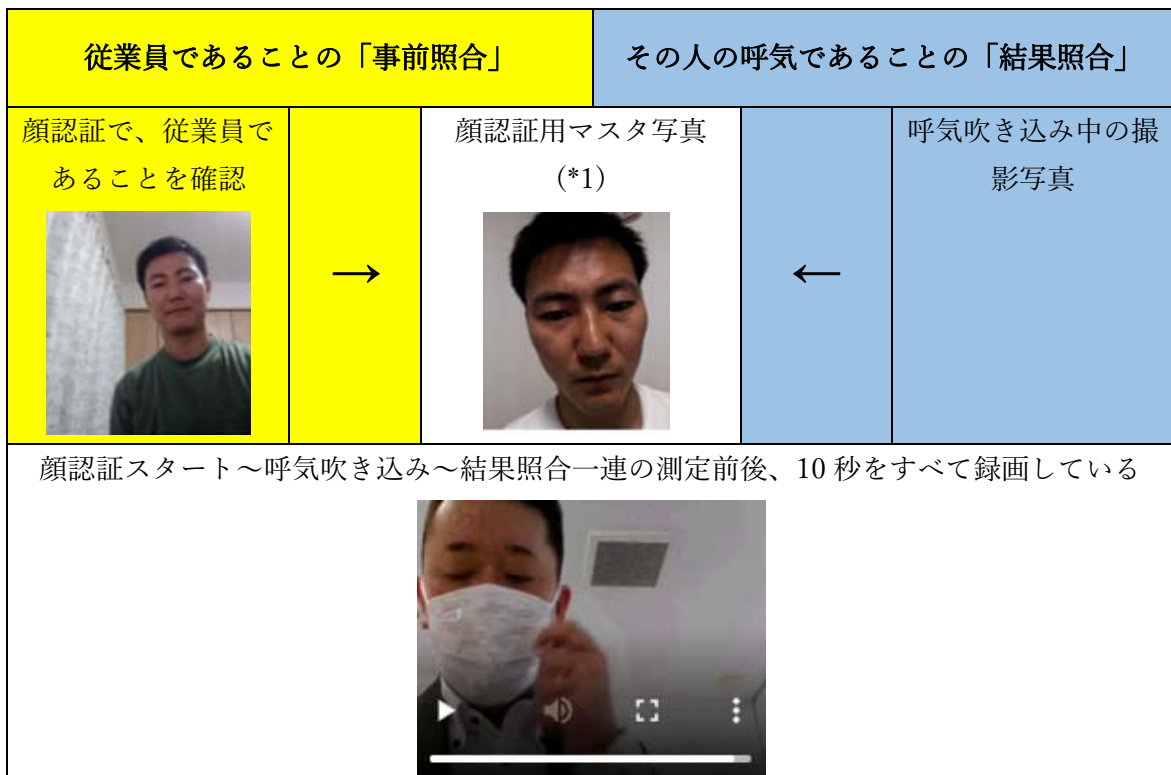 従業員であることの「事前照合」
その人の呼気であることの「結果照合」
顔認証で、従業員で
あることを確認
→
顔認証用マスタ写真
(*1)
←
呼気吹き込み中の撮
影写真
顔認証スタート～呼気吹き込み～結果照合一連の測定前後、10 秒をすべて録画している